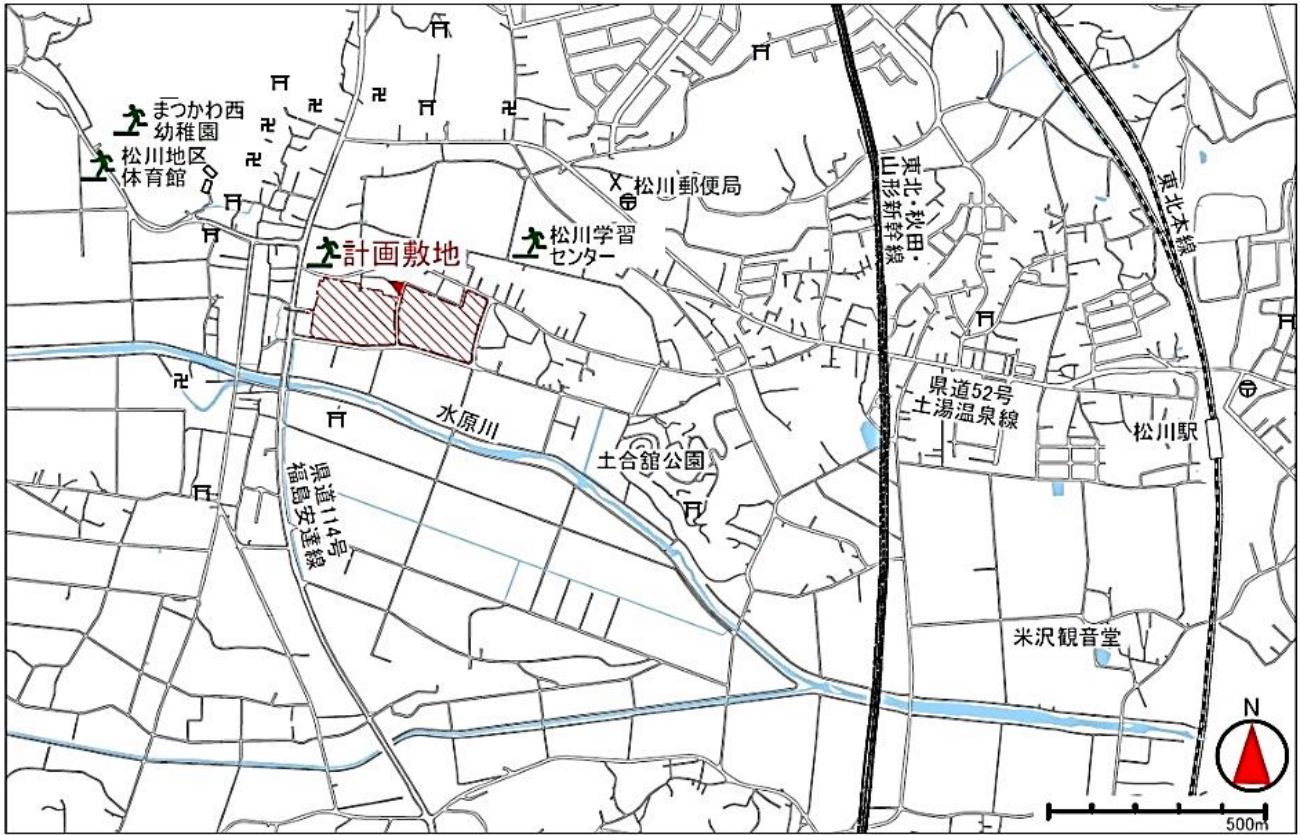 まつかわ西
幼稚園
松川地区
体育館
松川郵便局
計画敷地
松川学習
センター
東北・秋田・
山形新幹線
東北本線
県道52号
土湯温泉線
松川駅
水原川
土合舘公園
県道114号
福島安達線
米沢観音堂
N
500m